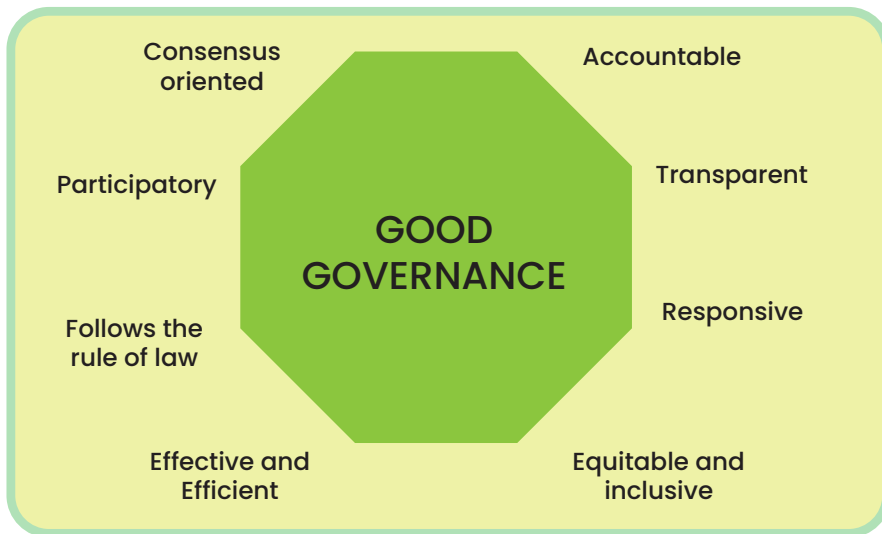 Consensus
oriented
Accountable
Participatory
Transparent
GOOD
GOVERNANCE
Follows the
rule of law
Responsive
Effective and
Efficient
Equitable and
inclusive